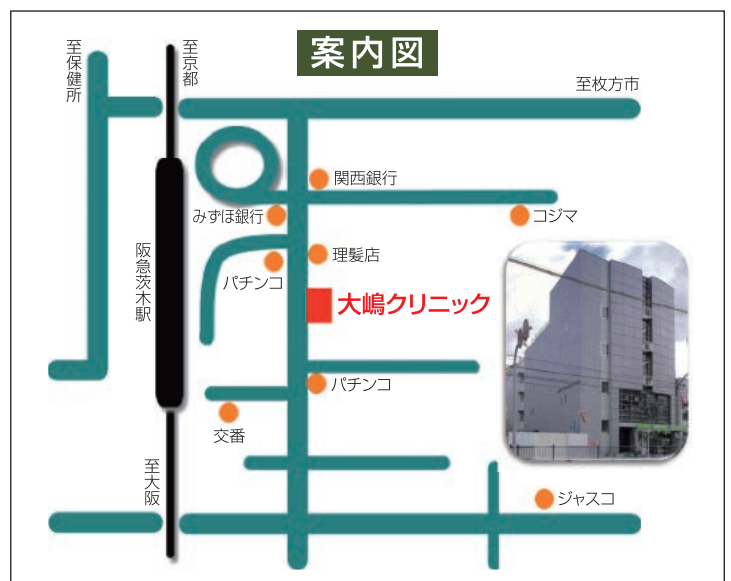 案内図
至保健所
至京都
至枚方市
関西銀行
みずほ銀行
コジマ
理髪店
パチンコ
阪急茨木駅
大嶋クリニック
パチンコ
交番
至大阪
ジャスコ